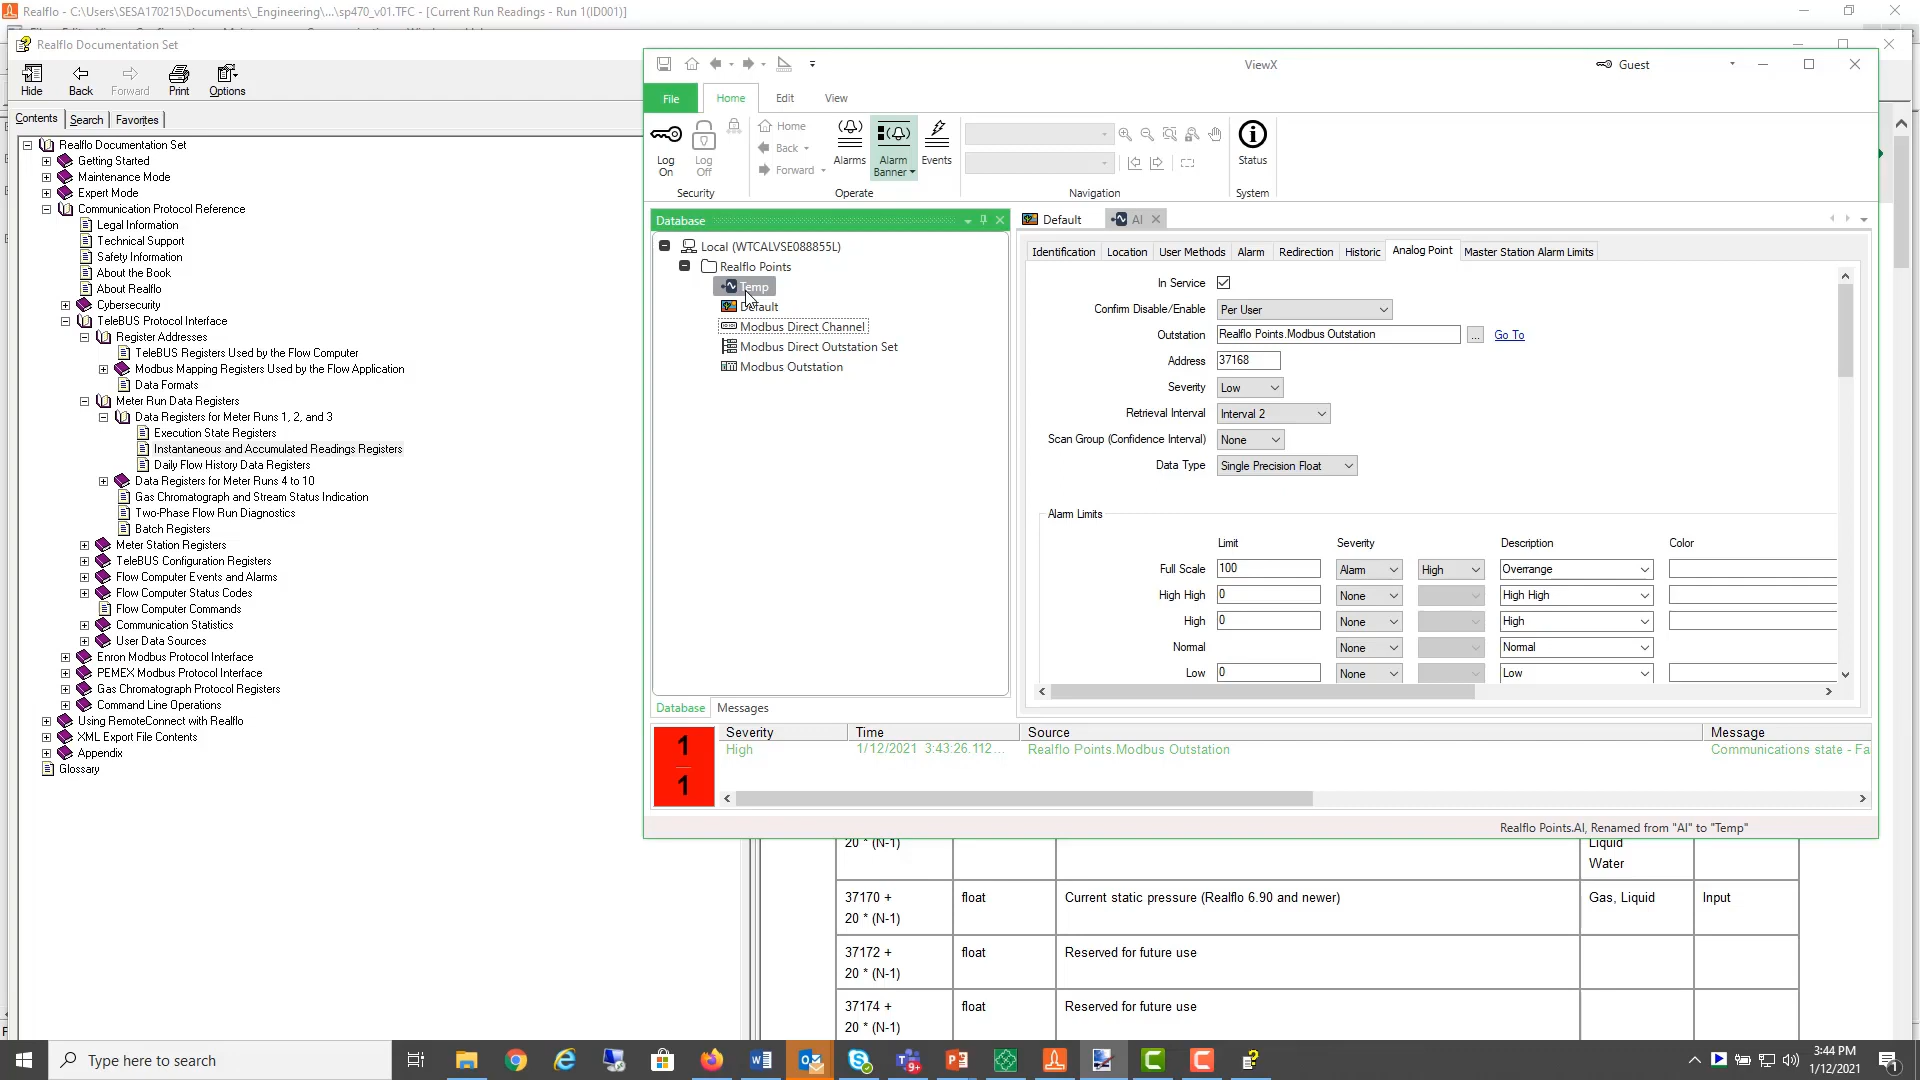 Realflo - C:\Users\SESA170215\Documents\_Engineering\...\sp470_v01.TFC - [Current Run Readings - Run 1(ID001)]
Realflo Documentation Set
Hide
Back
Forward
Print
Options
Contents
Search
Favorites
Realflo Documentation Set
Getting Started
Maintenance Mode
Expert Mode
Communication Protocol Reference
Legal Information
Technical Support
Safety Information
About the Book
About Realflo
Cybersecurity
TeleBUS Protocol Interface
Register Addresses
TeleBUS Registers Used by the Flow Computer
Modbus Mapping Registers Used by the Flow Application
Data Formats
Meter Run Data Registers
Data Registers for Meter Runs 1, 2, and 3
Execution State Registers
Instantaneous and Accumulated Readings Registers
Daily Flow History Data Registers
Data Registers for Meter Runs 4 to 10
Gas Chromatograph and Stream Status Indication
Two-Phase Flow Run Diagnostics
Batch Registers
Meter Station Registers
TeleBUS Configuration Registers
Flow Computer Events and Alarms
Flow Computer Status Codes
Flow Computer Commands
Communication Statistics
User Data Sources
Enron Modbus Protocol Interface
PEMEX Modbus Protocol Interface
Gas Chromatograph Protocol Registers
Command Line Operations
Using RemoteConnect with Realflo
XML Export File Contents
Appendix
Glossary
ViewX
Guest
File
Home
Edit
View
Log On
Log Off
Security
Home
Back
Forward
Alarms
Alarm Banner
Events
Operate
Navigation
Status
System
Database
Local (WTCALVSE088855L)
Realflo Points
Temp
Default
Modbus Direct Channel
Modbus Direct Outstation Set
Modbus Outstation
Database
Messages
Default
AI
Identification
Location
User Methods
Alarm
Redirection
Historic
Analog Point
Master Station Alarm Limits
In Service
Confirm Disable/Enable
Per User
Outstation
Realflo Points.Modbus Outstation
...
Go To
Address
37168
Severity
Low
Retrieval Interval
Interval 2
Scan Group (Confidence Interval)
None
Data Type
Single Precision Float
Alarm Limits
Limit
Severity
Description
Color
Full Scale
100
Alarm
High
Overrange
High High
0
None
High High
High
0
None
High
Normal
None
Normal
Low
0
None
Low
Severity
Time
Source
Message
1
1
High
1/12/2021 3:43:26.112...
Realflo Points.Modbus Outstation
Communications state - Fa
Realflo Points.AI, Renamed from "AI" to "Temp"
20 * (N-1)
Liquid
Water
37170 +
20 * (N-1)
float
Current static pressure (Realflo 6.90 and newer)
Gas, Liquid
Input
37172 +
20 * (N-1)
float
Reserved for future use
37174 +
20 * (N-1)
float
Reserved for future use
Type here to search
9+
3:44 PM
1/12/2021
1